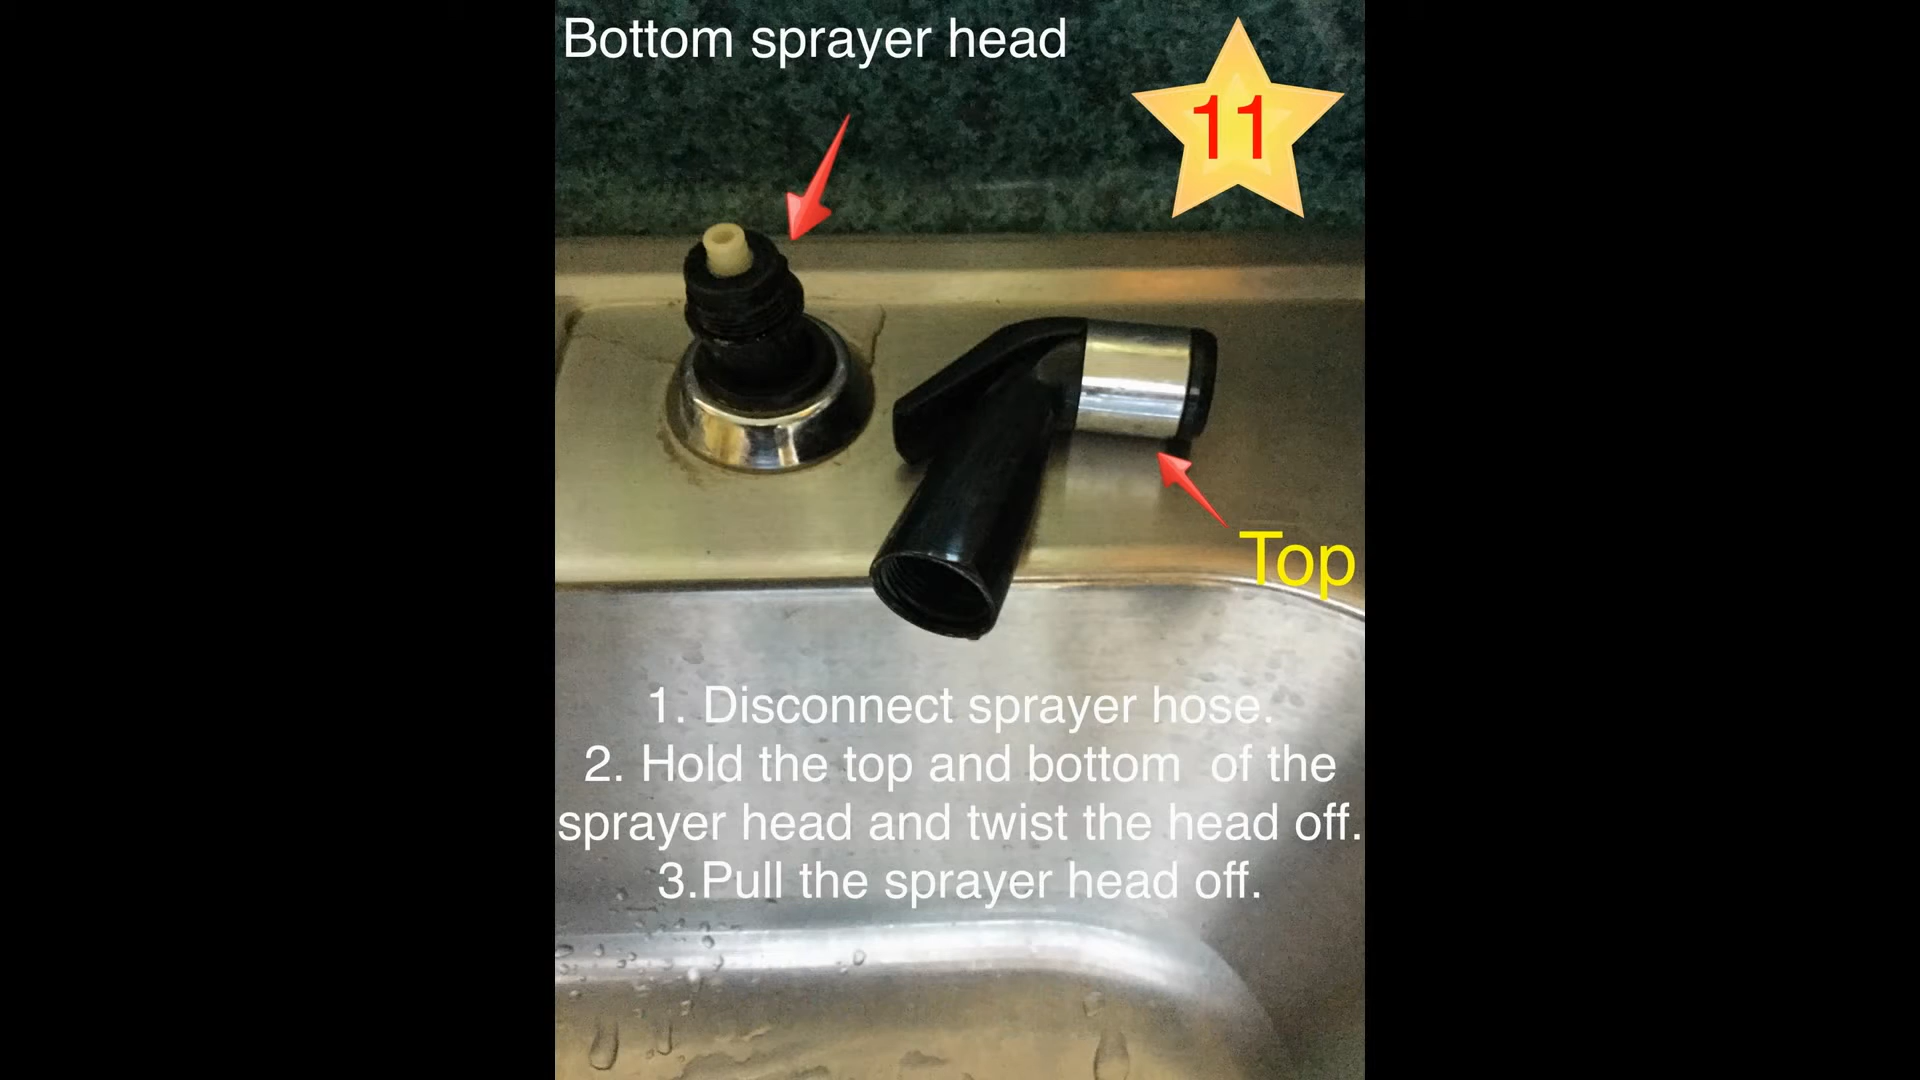 Bottom sprayer head
11
Top
1. Disconnect sprayer hose.
2. Hold the top and bottom  of the
sprayer head and twist the head off.
3.Pull the sprayer head off.